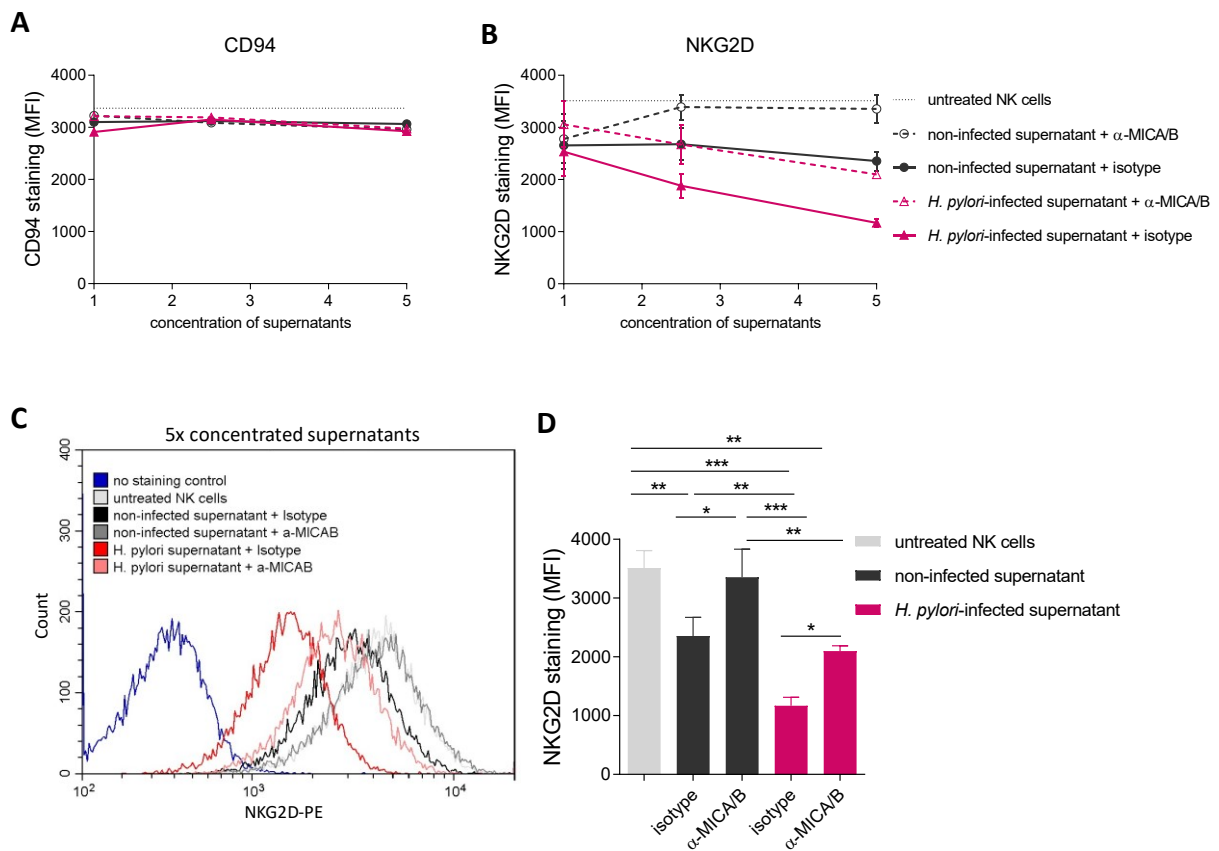 A
CD94
CD94 staining (MFI)
4000
3000
2000
1000
0
1
2
3
4
5
concentration of supernatants
B
NKG2D
NKG2D staining (MFI)
4000
3000
2000
1000
0
1
2
3
4
5
concentration of supernatants
untreated NK cells
non-infected supernatant + α-MICA/B
non-infected supernatant + isotype
H. pylori-infected supernatant + α-MICA/B
H. pylori-infected supernatant + isotype
C
5x concentrated supernatants
400
300
200
100
0
Count
no staining control
untreated NK cells
non-infected supernatant + Isotype
non-infected supernatant + a-MICAB
H. pylori supernatant + Isotype
H. pylori supernatant + a-MICAB
10²
10³
10⁴
NKG2D-PE
D
**
***
** **
* ***
**
*
NKG2D staining (MFI)
4000
3000
2000
1000
0
isotype
α-MICA/B
isotype
α-MICA/B
untreated NK cells
non-infected supernatant
H. pylori-infected supernatant